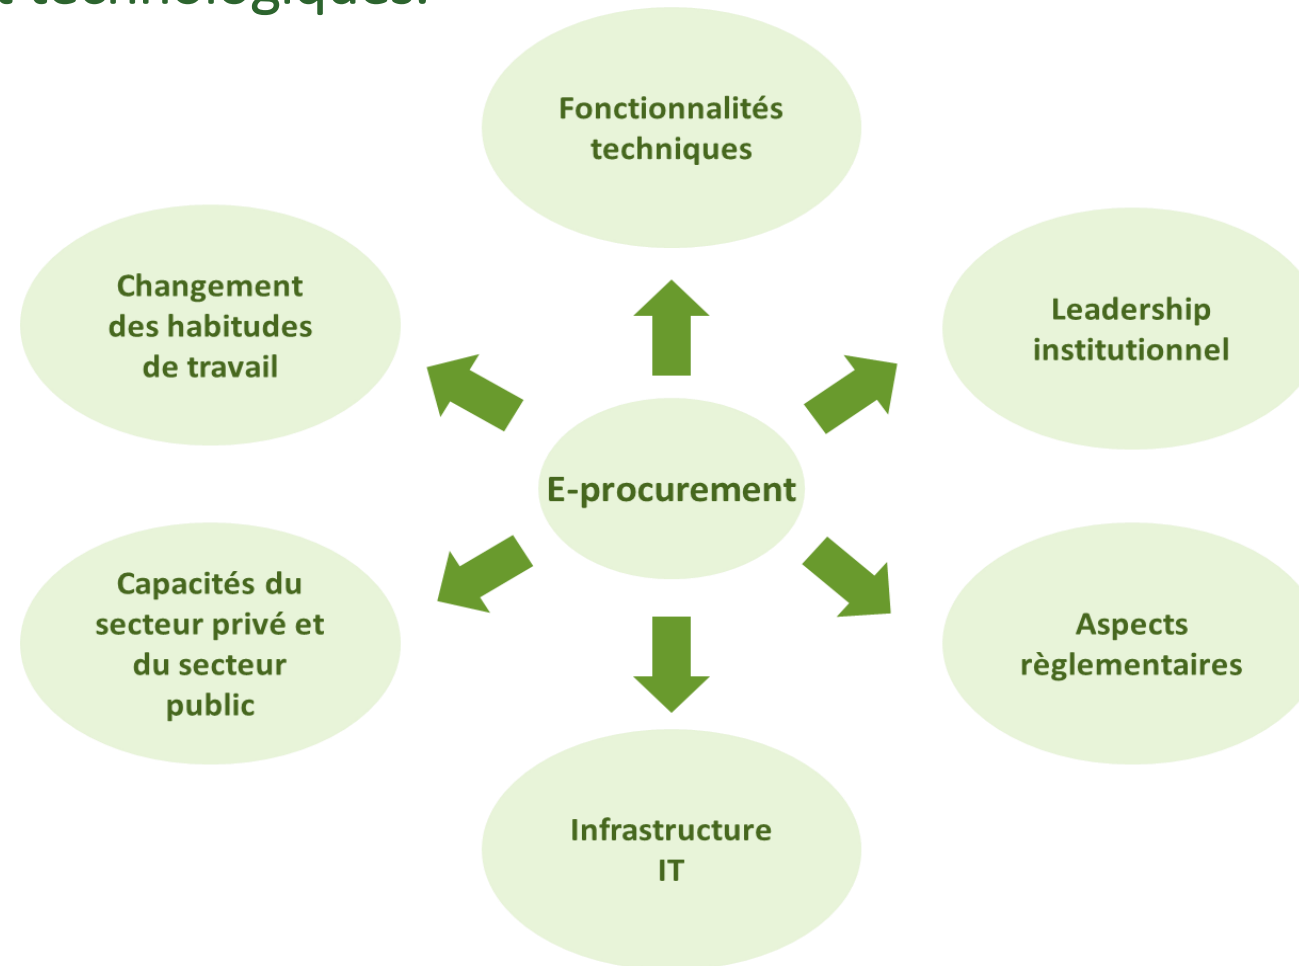 t technologiques.
Fonctionnalités
techniques
Changement
des habitudes
de travail
Leadership
institutionnel
E-procurement
Capacités du
secteur privé et
du secteur
public
Aspects
règlementaires
Infrastructure
IT